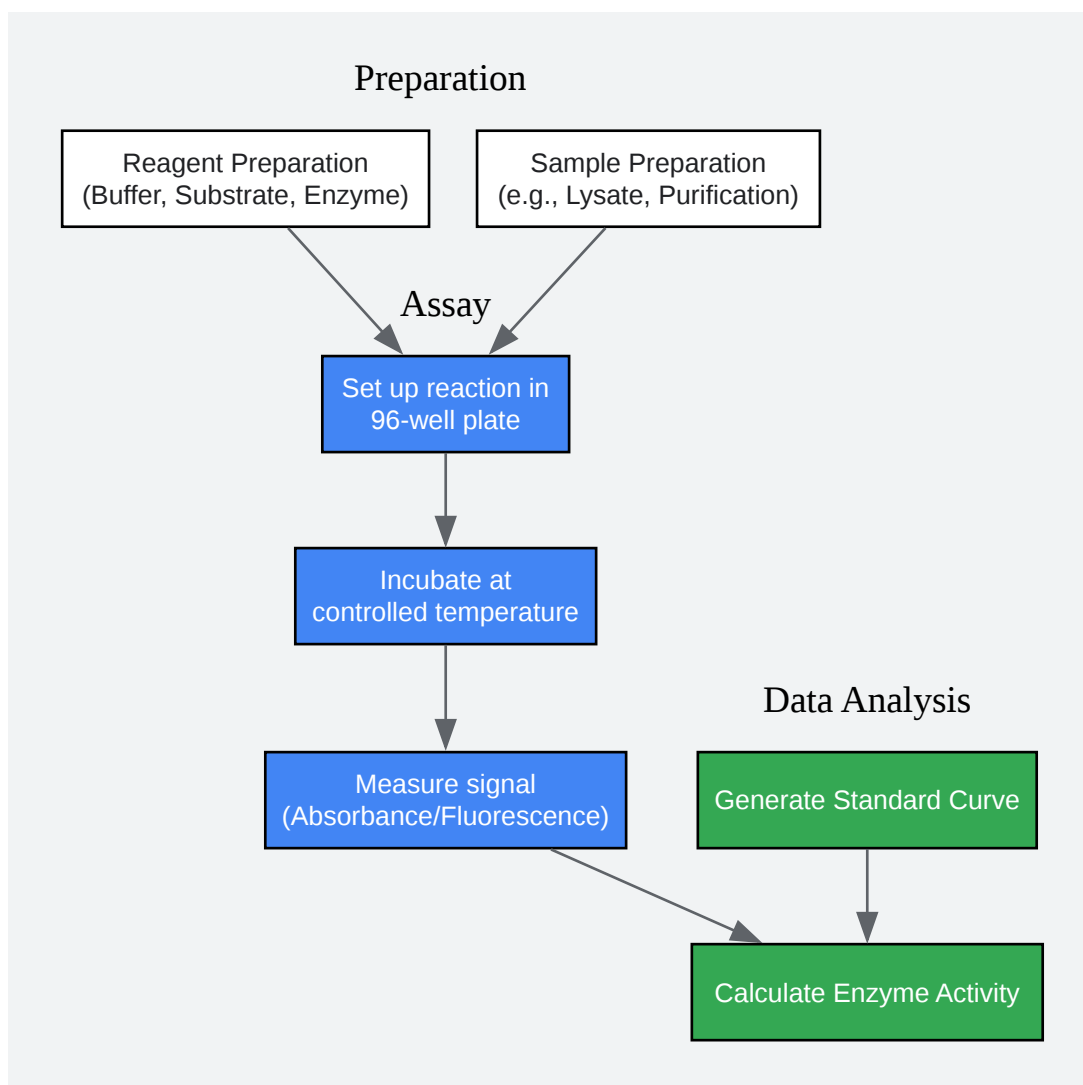 Preparation
Reagent Preparation
(Buffer, Substrate, Enzyme)
Sample Preparation
(e.g., Lysate, Purification)
Assay
Set up reaction in
96-well plate
Incubate at
controlled temperature
Measure signal
(Absorbance/Fluorescence)
Data Analysis
Generate Standard Curve
Calculate Enzyme Activity